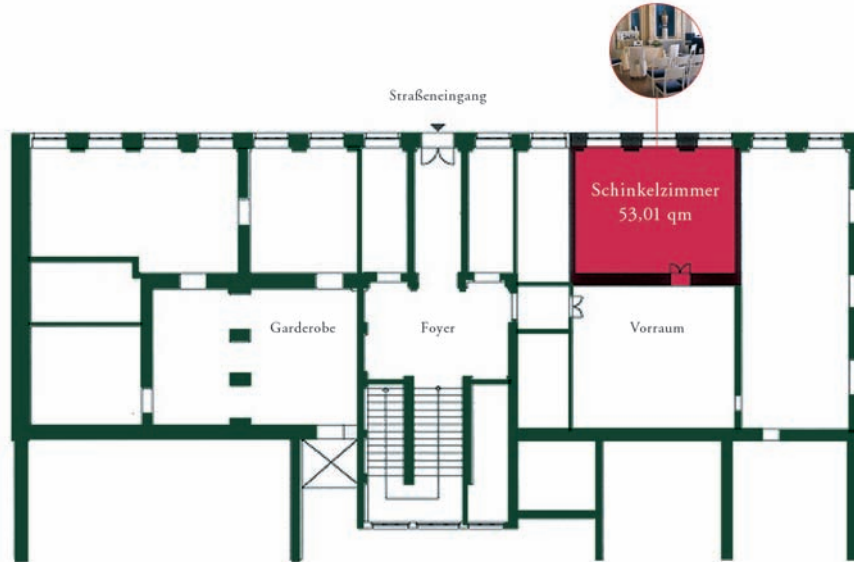 Straßeneingang
Schinkelzimmer
53,01 qm
Garderobe
Foyer
Vorraum